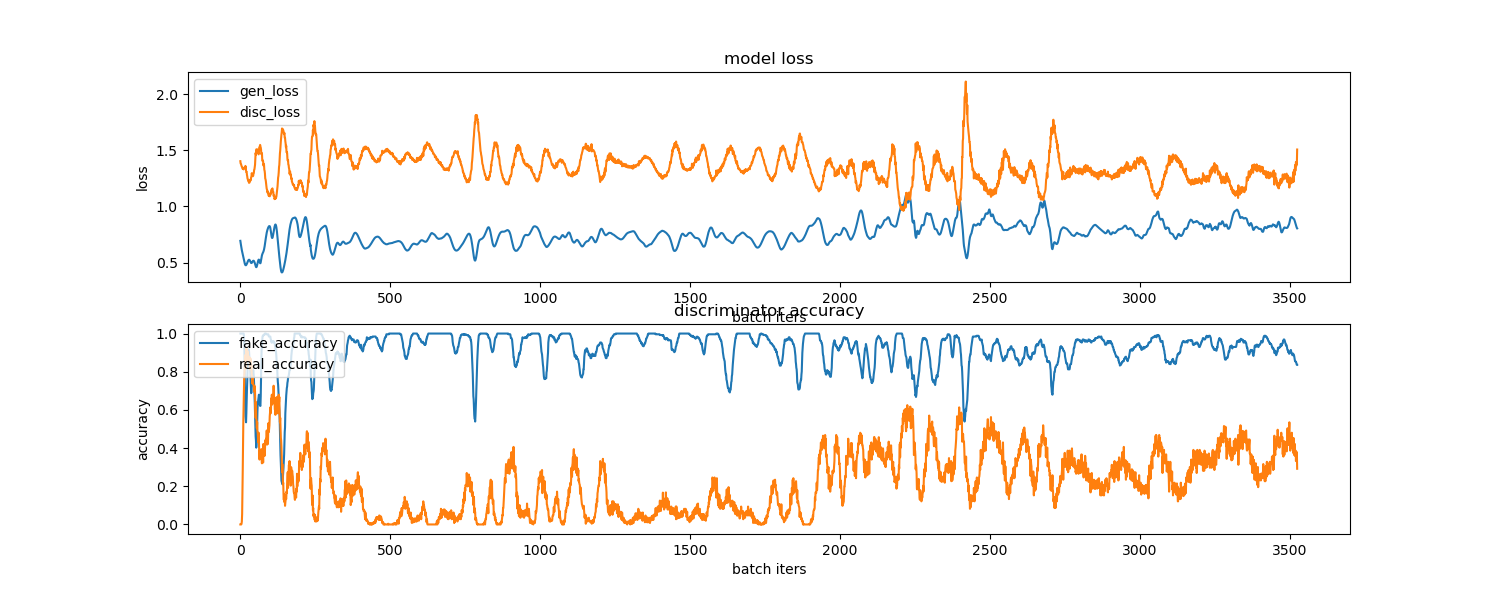 model loss
gen_loss
disc_loss
2.0
1.5
1.0
0.5
loss
0 500 1000 1500 2000 2500 3000 3500
batch iters
discriminator accuracy
fake_accuracy
real_accuracy
1.0
0.8
0.6
0.4
0.2
0.0
accuracy
0 500 1000 1500 2000 2500 3000 3500
batch iters